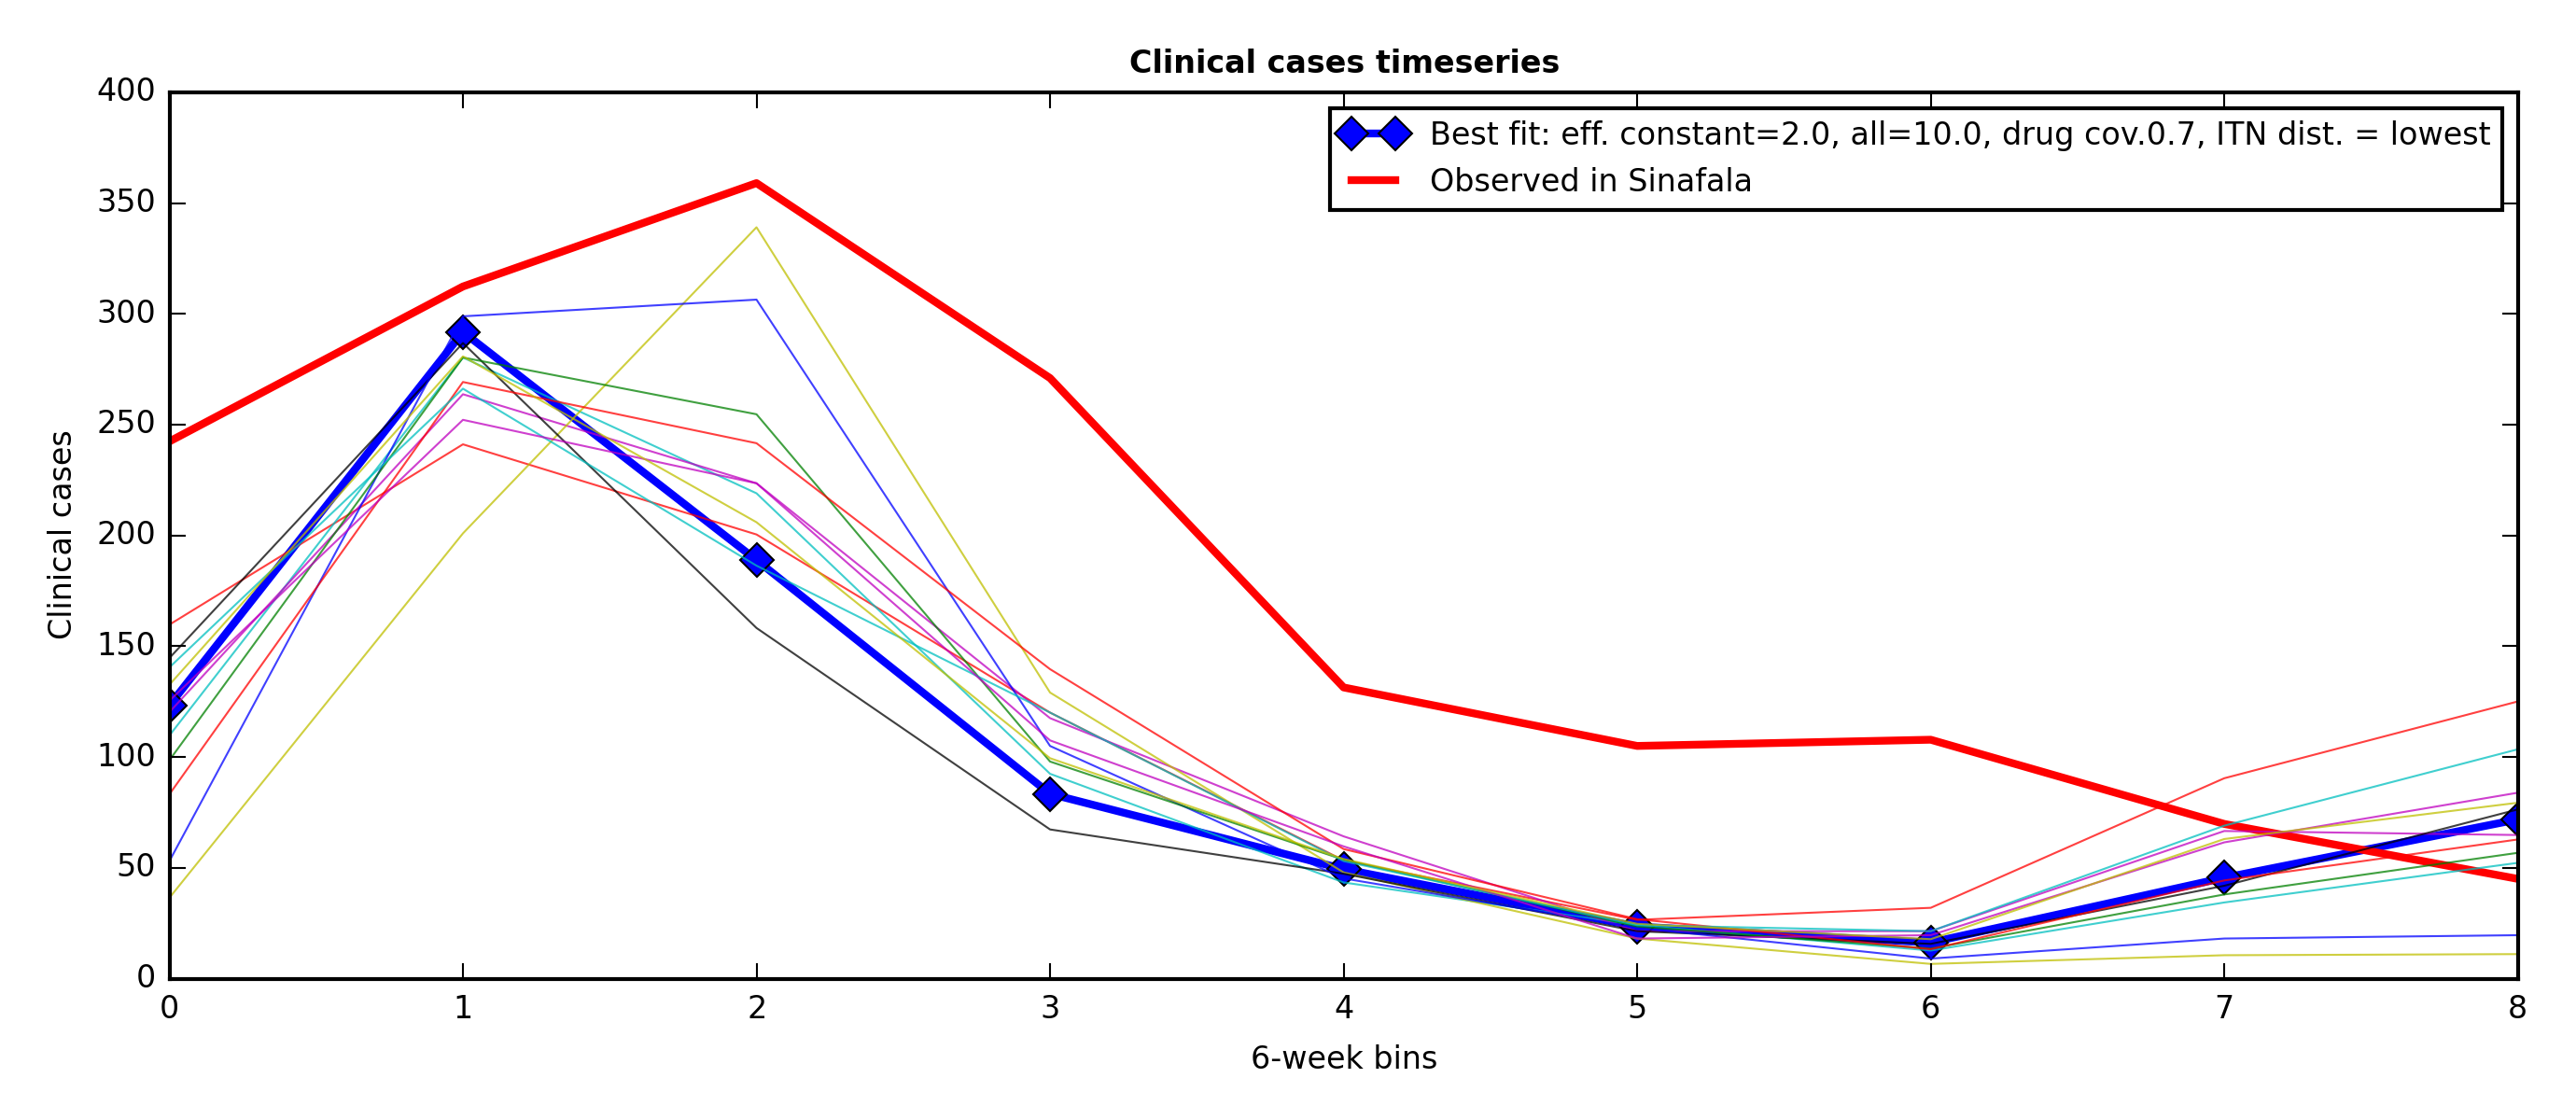 Clinical cases timeseries
400
350
300
250
200
150
100
50
0
Clinical cases
Best fit: eff. constant=2.0, all=10.0, drug cov.0.7, ITN dist. = lowest
Observed in Sinafala
0 1 2 3 4 5 6 7 8
6-week bins